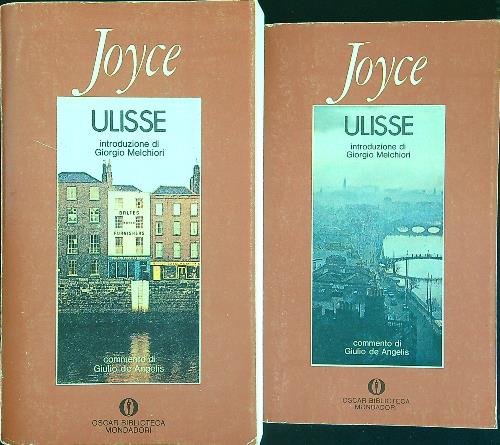 Joyce
ULISSE
introduzione di
Giorgio Melchiori
commento di
Giulio de Angelis
OSCAR BIBLIOTECA
MONDADORI
Joyce
ULISSE
introduzione di
Giorgio Melchiori
commento di
Giulio de Angelis
OSCAR BIBLIOTECA
MONDADORI